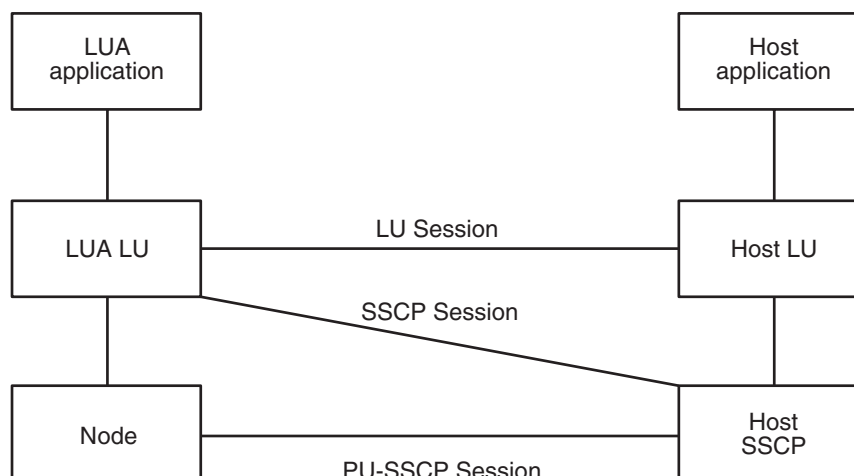 LUA
application
Host
application
LUA LU
LU Session
Host LU
SSCP Session
Node
Host
SSCP
PU-SSCP Session